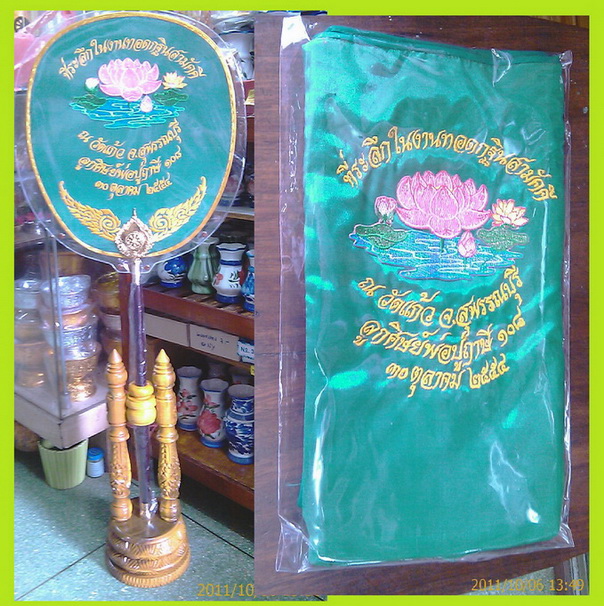 ที่ระลึกในงานทอดกฐินสามัคคี
ณ วัดแก้ว จ.สุพรรณบุรี
ลูกศิษย์พ่อปู่ฤาษี ๑๐๘
๓๐ ตุลาคม ๒๕๕๔
2011/10/
ที่ระลึกในงานทอดกฐินสามัคคี
ณ วัดแก้ว จ.สุพรรณบุรี
ลูกศิษย์พ่อปู่ฤาษี ๑๐๘
๓๐ ตุลาคม ๒๕๕๔
2011/10/06 13:49